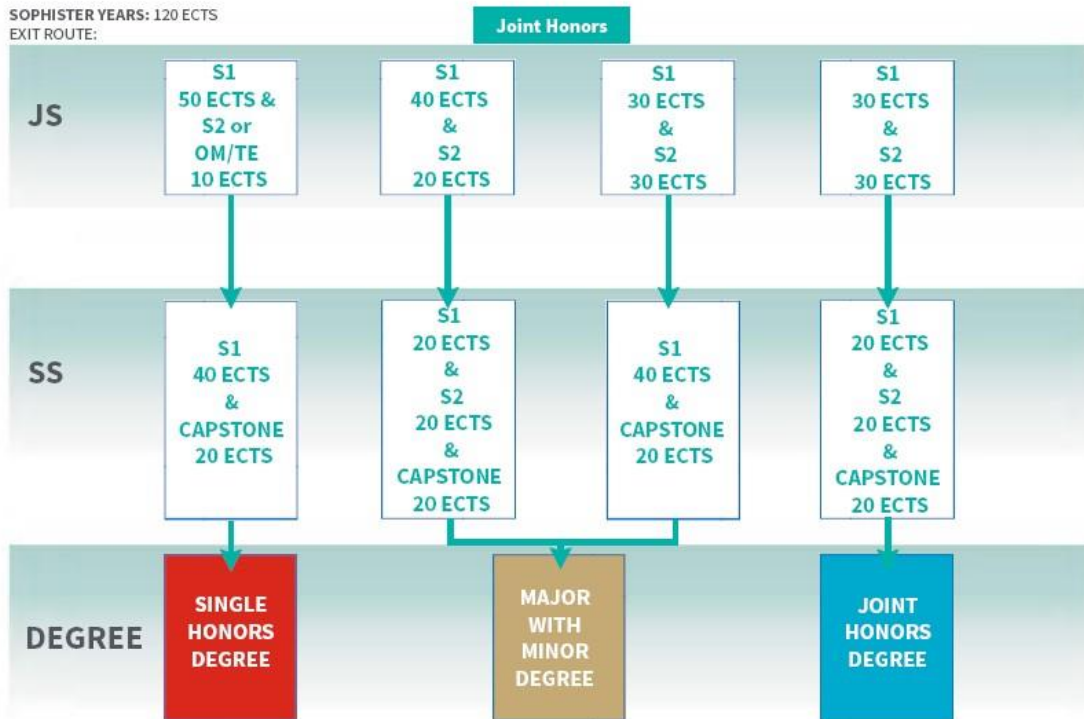 SOPHISTER YEARS: 120 ECTS
EXIT ROUTE:
Joint Honors
JS
S1
50 ECTS &
S2 or
OM/TE
10 ECTS
S1
40 ECTS
&
S2
20 ECTS
S1
30 ECTS
&
S2
30 ECTS
S1
30 ECTS
&
S2
30 ECTS
SS
S1
40 ECTS
&
CAPSTONE
20 ECTS
S1
20 ECTS
&
S2
20 ECTS
&
CAPSTONE
20 ECTS
S1
40 ECTS
&
CAPSTONE
20 ECTS
S1
20 ECTS
&
S2
20 ECTS
&
CAPSTONE
20 ECTS
DEGREE
SINGLE
HONORS
DEGREE
MAJOR
WITH
MINOR
DEGREE
JOINT
HONORS
DEGREE